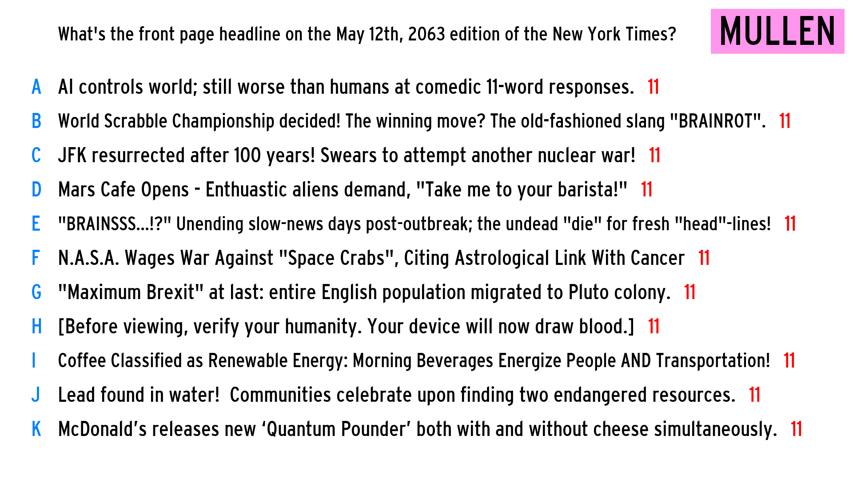 What's the front page headline on the May 12th, 2063 edition of the New York Times?
MULLEN
A AI controls world; still worse than humans at comedic 11-word responses. 11
B World Scrabble Championship decided! The winning move? The old-fashioned slang "BRAINROT". 11
C JFK resurrected after 100 years! Swears to attempt another nuclear war! 11
D Mars Cafe Opens - Enthuastic aliens demand, "Take me to your barista!" 11
E "BRAINSSS...!?" Unending slow-news days post-outbreak; the undead "die" for fresh "head"-lines! 11
F N.A.S.A. Wages War Against "Space Crabs", Citing Astrological Link With Cancer 11
G "Maximum Brexit" at last: entire English population migrated to Pluto colony. 11
H [Before viewing, verify your humanity. Your device will now draw blood.] 11
I Coffee Classified as Renewable Energy: Morning Beverages Energize People AND Transportation! 11
J Lead found in water!  Communities celebrate upon finding two endangered resources. 11
K McDonald’s releases new ‘Quantum Pounder’ both with and without cheese simultaneously. 11